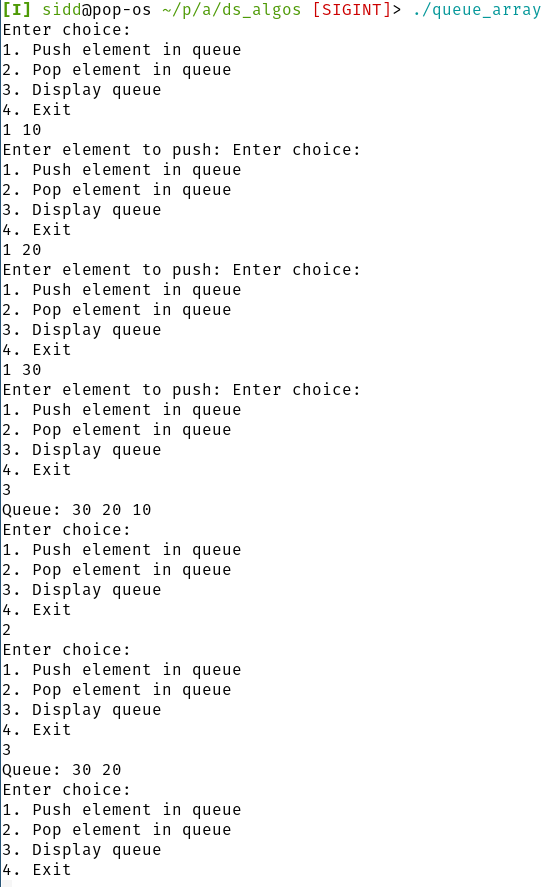 [I] sidd@pop-os ~/p/a/ds_algos [SIGINT]> ./queue_array
Enter choice:
1. Push element in queue
2. Pop element in queue
3. Display queue
4. Exit
1 10
Enter element to push: Enter choice:
1. Push element in queue
2. Pop element in queue
3. Display queue
4. Exit
1 20
Enter element to push: Enter choice:
1. Push element in queue
2. Pop element in queue
3. Display queue
4. Exit
1 30
Enter element to push: Enter choice:
1. Push element in queue
2. Pop element in queue
3. Display queue
4. Exit
3
Queue: 30 20 10
Enter choice:
1. Push element in queue
2. Pop element in queue
3. Display queue
4. Exit
2
Enter choice:
1. Push element in queue
2. Pop element in queue
3. Display queue
4. Exit
3
Queue: 30 20
Enter choice:
1. Push element in queue
2. Pop element in queue
3. Display queue
4. Exit